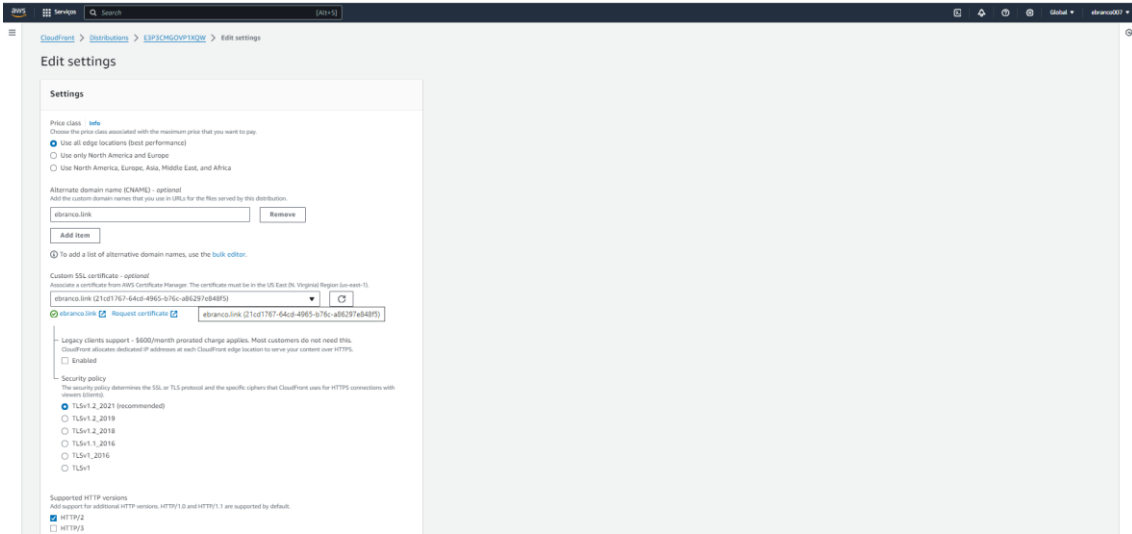 aws Services Search [Alt+S] Global ebranco007
CloudFront > Distributions > E3P3CMGOVP1XQW > Edit settings
Edit settings
Settings
Price class Info
Choose the price class associated with the maximum price that you want to pay.
Use all edge locations (best performance)
Use only North America and Europe
Use North America, Europe, Asia, Middle East, and Africa
Alternate domain name (CNAME) - optional
Add the custom domain names that you use in URLs for the files served by this distribution.
ebranco.link Remove
Add item
To add a list of alternative domain names, use the bulk editor.
Custom SSL certificate - optional
Associate a certificate from AWS Certificate Manager. The certificate must be in the US East (N. Virginia) Region (us-east-1).
ebranco.link (21cd1767-64cd-4965-b76c-a86297e848f5)
ebranco.link Request certificate ebranco.link (21cd1767-64cd-4965-b76c-a86297e848f5)
Legacy clients support - $600/month prorated charge applies. Most customers do not need this.
CloudFront allocates dedicated IP addresses at each CloudFront edge location to serve your content over HTTPS.
Enabled
Security policy
The security policy determines the SSL or TLS protocol and the specific ciphers that CloudFront uses for HTTPS connections with
viewers (clients).
TLSv1.2_2021 (recommended)
TLSv1.2_2019
TLSv1.2_2018
TLSv1.1_2016
TLSv1_2016
TLSv1
Supported HTTP versions
Add support for additional HTTP versions. HTTP/1.0 and HTTP/1.1 are supported by default.
HTTP/2
HTTP/3